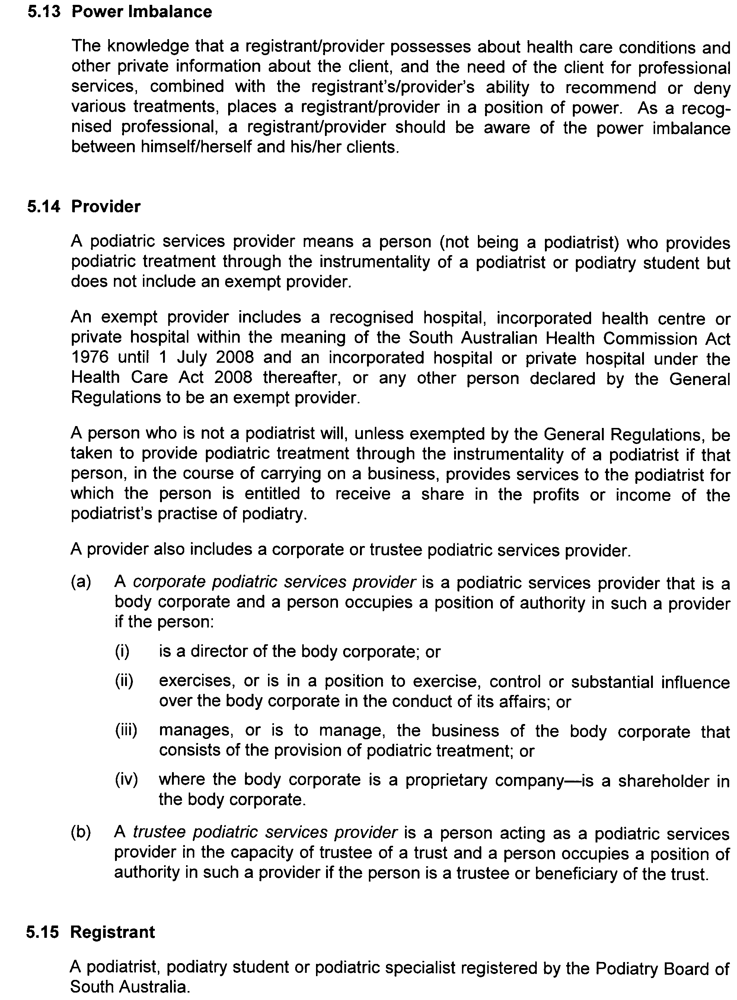 5.13 Power Imbalance
The knowledge that a registrant/provider possesses about health care conditions and
other private information about the client, and the need of the client for professional
services, combined with the registrant's/provider's ability to recommend or deny
various treatments, places a registrant/provider in a position of power. As a recog-
nised professional, a registrant/provider should be aware of the power imbalance
between himself/herself and his/her clients.
5.14 Provider
A podiatric services provider means a person (not being a podiatrist) who provides
podiatric treatment through the instrumentality of a podiatrist or podiatry student but
does not include an exempt provider.
An exempt provider includes a recognised hospital, incorporated health centre or
private hospital within the meaning of the South Australian Health Commission Act
1976 until 1 July 2008 and an incorporated hospital or private hospital under the
Health Care Act 2008 thereafter, or any other person declared by the General
Regulations to be an exempt provider.
A person who is not a podiatrist will, unless exempted by the General Regulations, be
taken to provide podiatric treatment through the instrumentality of a podiatrist if that
person, in the course of carrying on a business, provides services to the podiatrist for
which the person is entitled to receive a share in the profits or income of the
podiatrist's practise of podiatry.
A provider also includes a corporate or trustee podiatric services provider.
(a) A corporate podiatric services provider is a podiatric services provider that is a
body corporate and a person occupies a position of authority in such a provider
if the person:
(i) is a director of the body corporate; or
(ii) exercises, or is in a position to exercise, control or substantial influence
over the body corporate in the conduct of its affairs; or
(iii) manages, or is to manage, the business of the body corporate that
consists of the provision of podiatric treatment; or
(iv) where the body corporate is a proprietary company—is a shareholder in
the body corporate.
(b) A trustee podiatric services provider is a person acting as a podiatric services
provider in the capacity of trustee of a trust and a person occupies a position of
authority in such a provider if the person is a trustee or beneficiary of the trust.
5.15 Registrant
A podiatrist, podiatry student or podiatric specialist registered by the Podiatry Board of
South Australia.